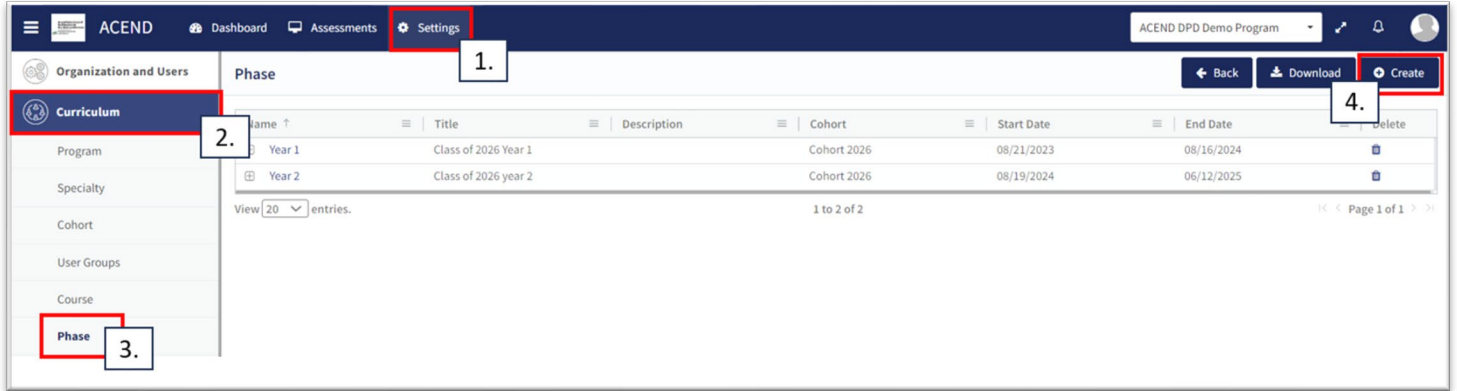 ACEND Dashboard Assessments Settings ACEND DPD Demo Program
1.
Organization and Users
Phase Back Download Create
4.
Curriculum
2.
Name ↑ Title Description Cohort Start Date End Date Delete
Program
Year 1 Class of 2026 Year 1 Cohort 2026 08/21/2023 08/16/2024
Year 2 Class of 2026 year 2 Cohort 2026 08/19/2024 06/12/2025
Specialty
View 20 entries. 1 to 2 of 2 Page 1 of 1
Cohort
User Groups
Course
Phase
3.